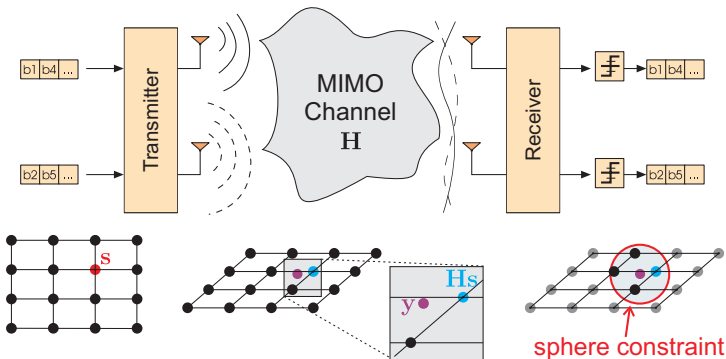 b1 b4 ...
Transmitter
MIMO
Channel
H
Receiver
b1 b4 ...
b2 b5 ...
b2 b5 ...
s
Hs
y
sphere constraint